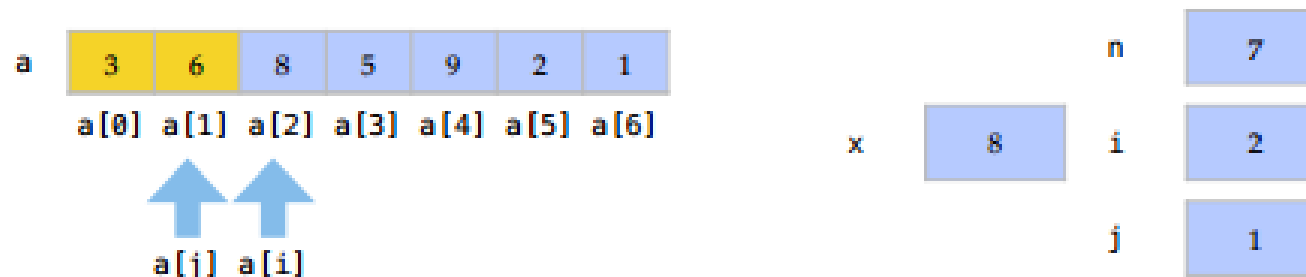 a 3 6 8 5 9 2 1
a[0] a[1] a[2] a[3] a[4] a[5] a[6]
a[j] a[i]
n 7
x 8 i 2
j 1